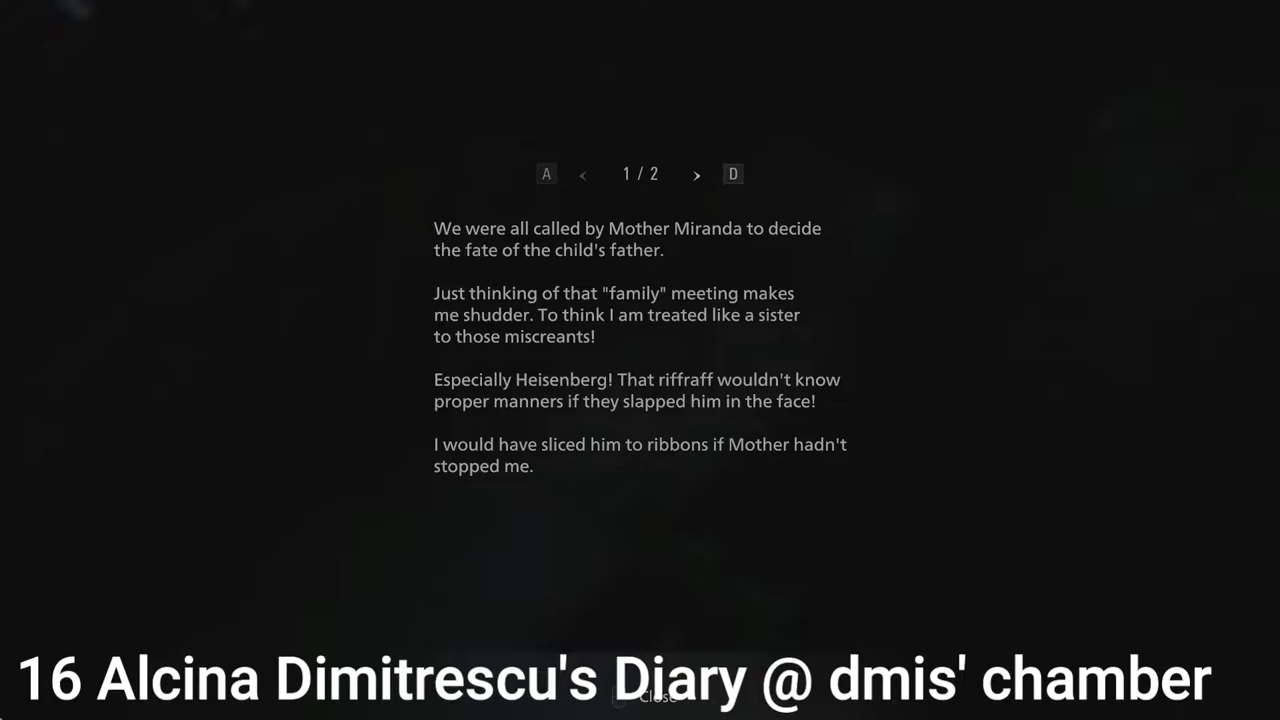 A < 1 / 2 > D
We were all called by Mother Miranda to decide
the fate of the child's father.
Just thinking of that "family" meeting makes
me shudder. To think I am treated like a sister
to those miscreants!
Especially Heisenberg! That riffraff wouldn't know
proper manners if they slapped him in the face!
I would have sliced him to ribbons if Mother hadn't
stopped me.
16 Alcina Dimitrescu's Diary @ dmis' chamber
Close